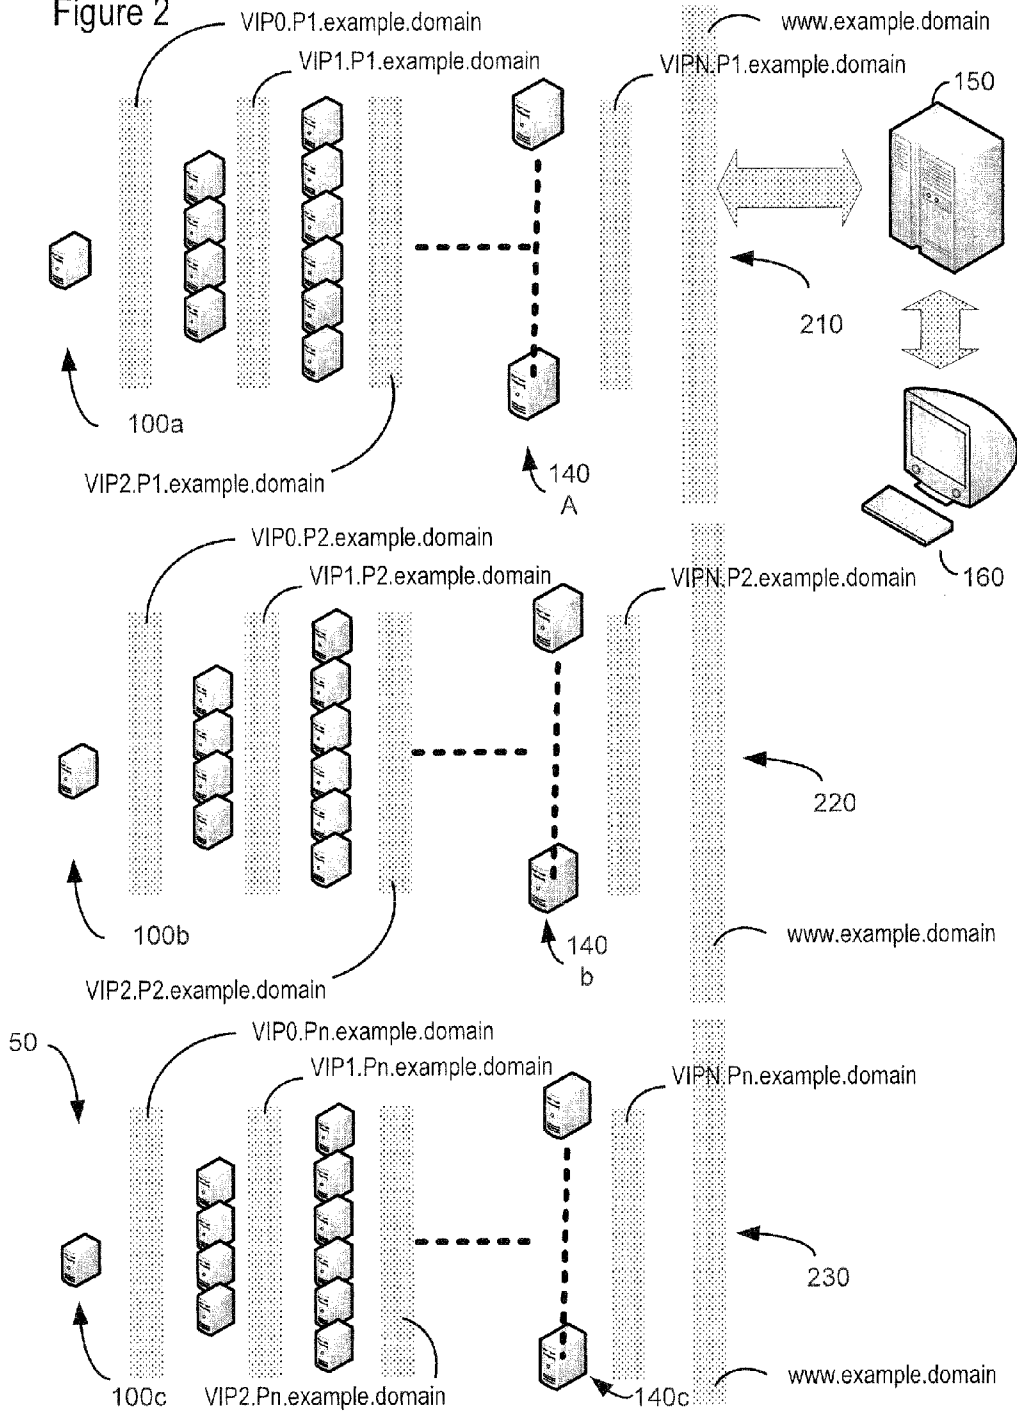 Figure 2
VIP0.P1.example.domain
www.example.domain
VIP1.P1.example.domain
VIPN.P1.example.domain
150
210
100a
VIP2.P1.example.domain
140
A
160
VIP0.P2.example.domain
VIP1.P2.example.domain
VIPN.P2.example.domain
220
100b
140
b
www.example.domain
VIP2.P2.example.domain
50
VIP0.Pn.example.domain
VIP1.Pn.example.domain
VIPN.Pn.example.domain
230
100c
VIP2.Pn.example.domain
140c
www.example.domain